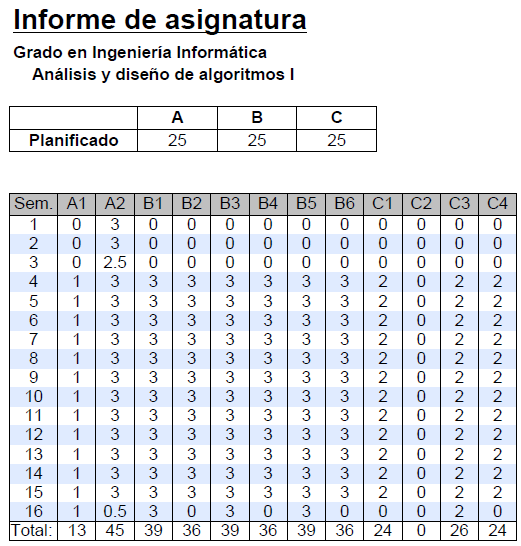 Informe de asignatura
Grado en Ingeniería Informática
Análisis y diseño de algoritmos I
A B C
Planificado 25 25 25
Sem. A1 A2 B1 B2 B3 B4 B5 B6 C1 C2 C3 C4
1 0 3 0 0 0 0 0 0 0 0 0 0
2 0 3 0 0 0 0 0 0 0 0 0 0
3 0 2.5 0 0 0 0 0 0 0 0 0 0
4 1 3 3 3 3 3 3 3 2 0 2 2
5 1 3 3 3 3 3 3 3 2 0 2 2
6 1 3 3 3 3 3 3 3 2 0 2 2
7 1 3 3 3 3 3 3 3 2 0 2 2
8 1 3 3 3 3 3 3 3 2 0 2 2
9 1 3 3 3 3 3 3 3 2 0 2 2
10 1 3 3 3 3 3 3 3 2 0 2 2
11 1 3 3 3 3 3 3 3 2 0 2 2
12 1 3 3 3 3 3 3 3 2 0 2 2
13 1 3 3 3 3 3 3 3 2 0 2 2
14 1 3 3 3 3 3 3 3 2 0 2 2
15 1 3 3 3 3 3 3 3 2 0 2 2
16 1 0.5 3 0 3 0 3 0 0 0 2 0
Total: 13 45 39 36 39 36 39 36 24 0 26 24